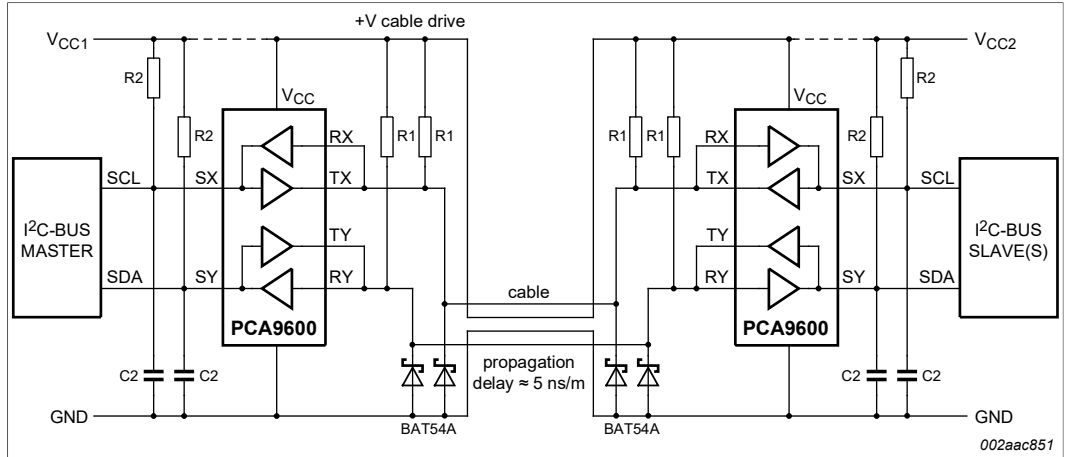 +V cable drive
VCC1
VCC2
R2
R2
VCC
R1
R1
R1
R1
VCC
R2
R2
RX
RX
SCL
SX
TX
TX
SX
SCL
I2C-BUS
MASTER
I2C-BUS
SLAVE(S)
TY
TY
SDA
SY
RY
RY
SY
SDA
cable
PCA9600
PCA9600
propagation
delay ≈ 5 ns/m
C2
C2
C2
C2
GND
GND
BAT54A
BAT54A
002aac851